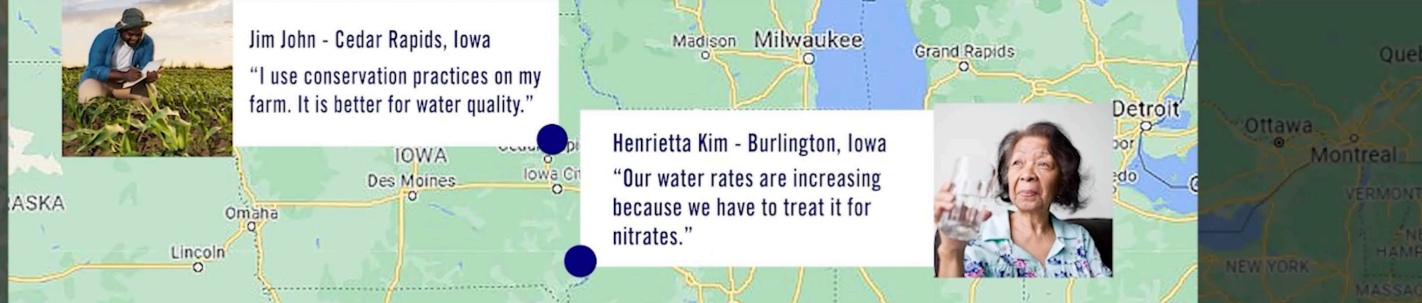 Jim John - Cedar Rapids, Iowa
“I use conservation practices on my
farm. It is better for water quality.”
Henrietta Kim - Burlington, Iowa
“Our water rates are increasing
because we have to treat it for
nitrates.”
Madison
Milwaukee
Grand Rapids
Detroit
IOWA
Des Moines
Iowa
Omaha
Lincoln
Ottawa
Montreal
VERMONT
NEW YORK